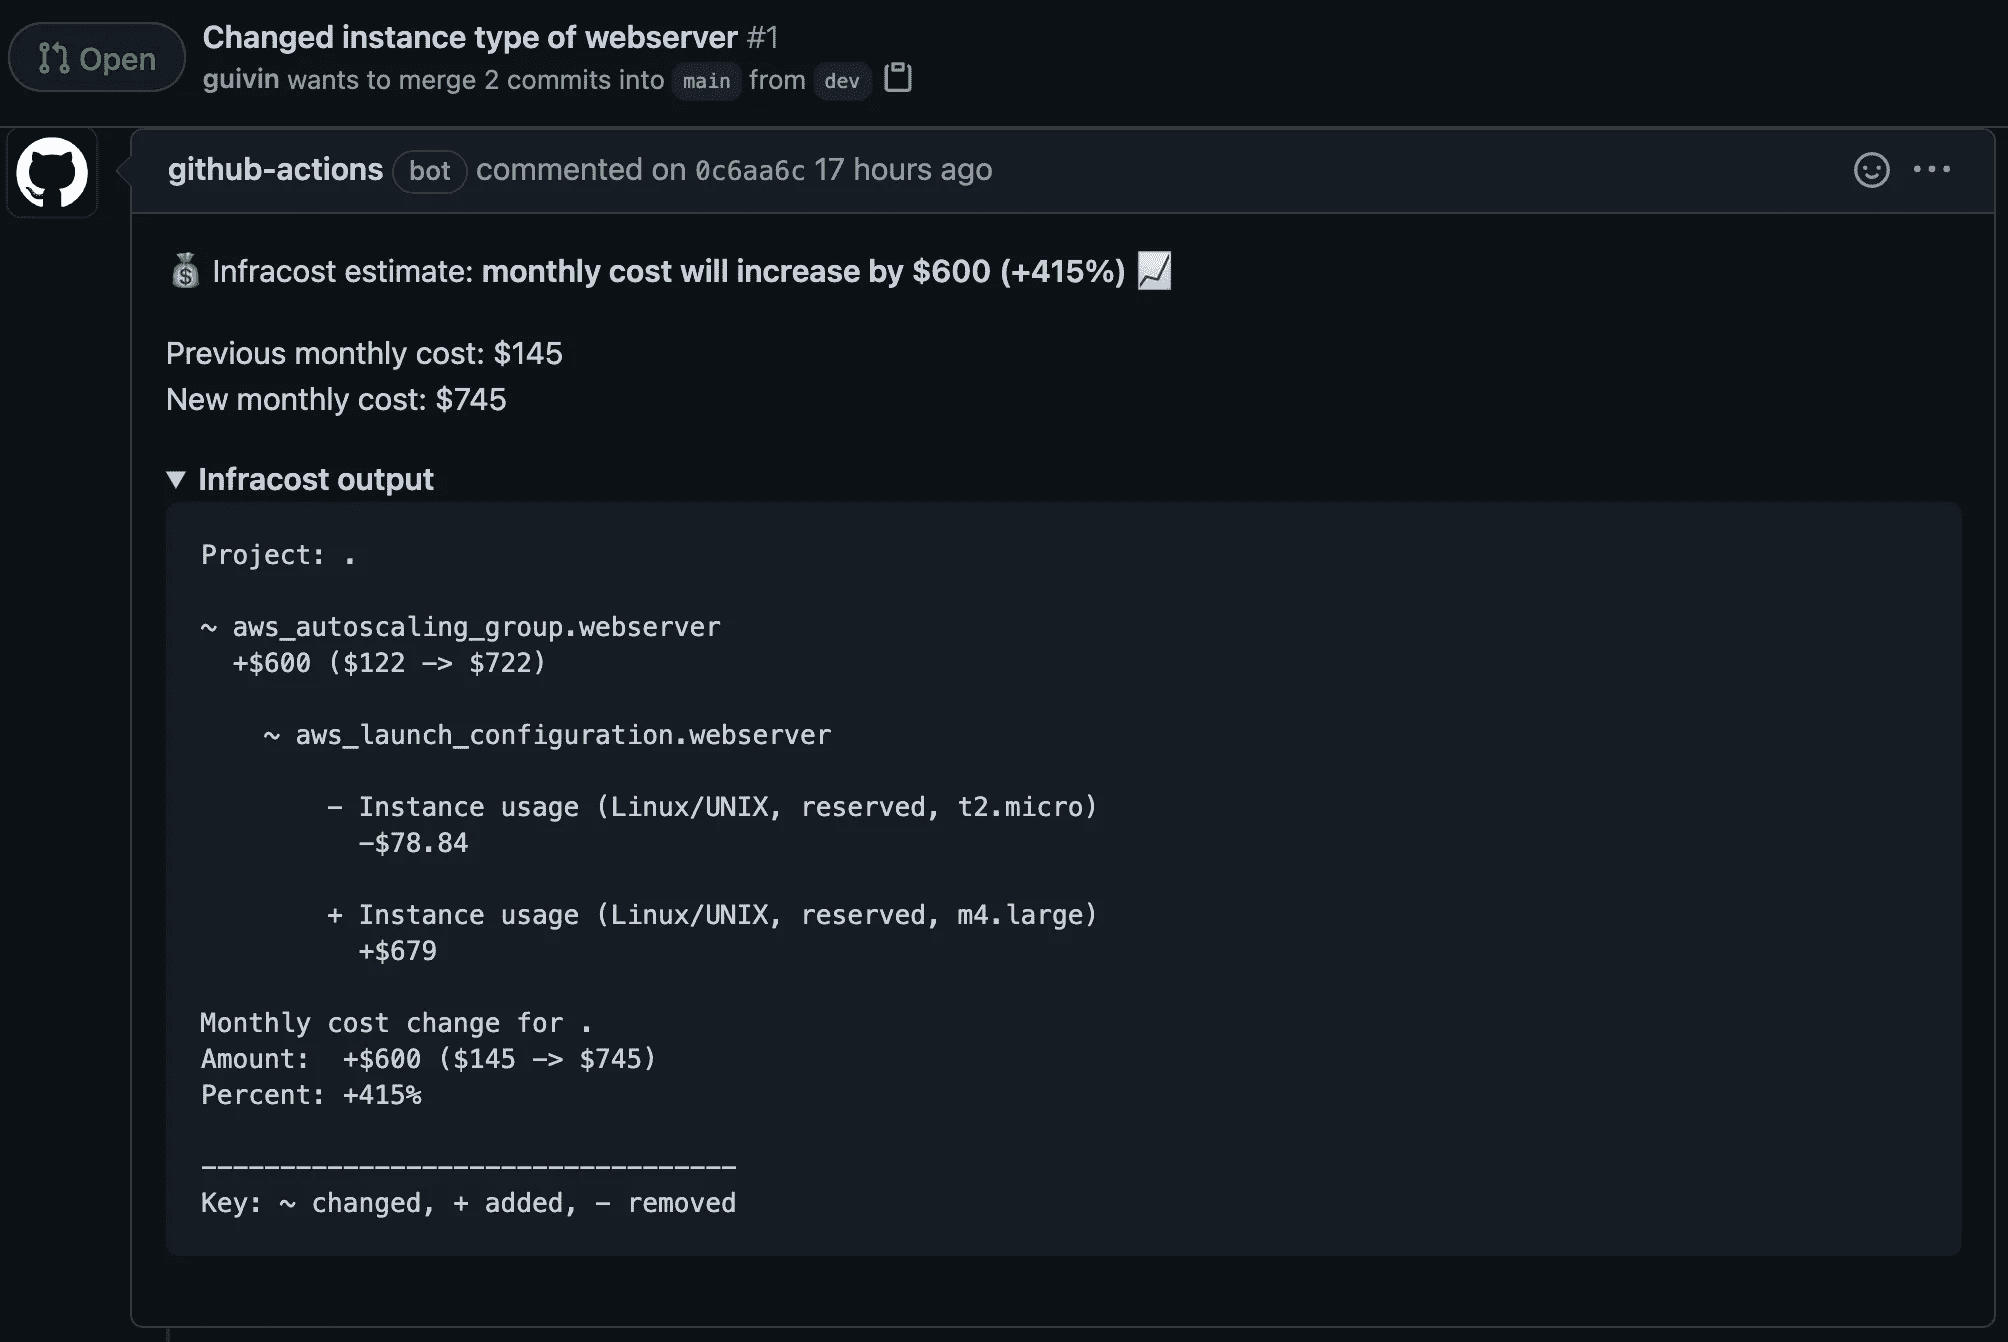 Open
Changed instance type of webserver #1
guivin wants to merge 2 commits into main from dev
github-actions bot commented on 0c6aa6c 17 hours ago
💰 Infracost estimate: monthly cost will increase by $600 (+415%) 📈
Previous monthly cost: $145
New monthly cost: $745
▼ Infracost output
Project: .
~ aws_autoscaling_group.webserver
+$600 ($122 -> $722)
~ aws_launch_configuration.webserver
- Instance usage (Linux/UNIX, reserved, t2.micro)
-$78.84
+ Instance usage (Linux/UNIX, reserved, m4.large)
+$679
Monthly cost change for .
Amount:  +$600 ($145 -> $745)
Percent: +415%
----------------------------------
Key: ~ changed, + added, - removed